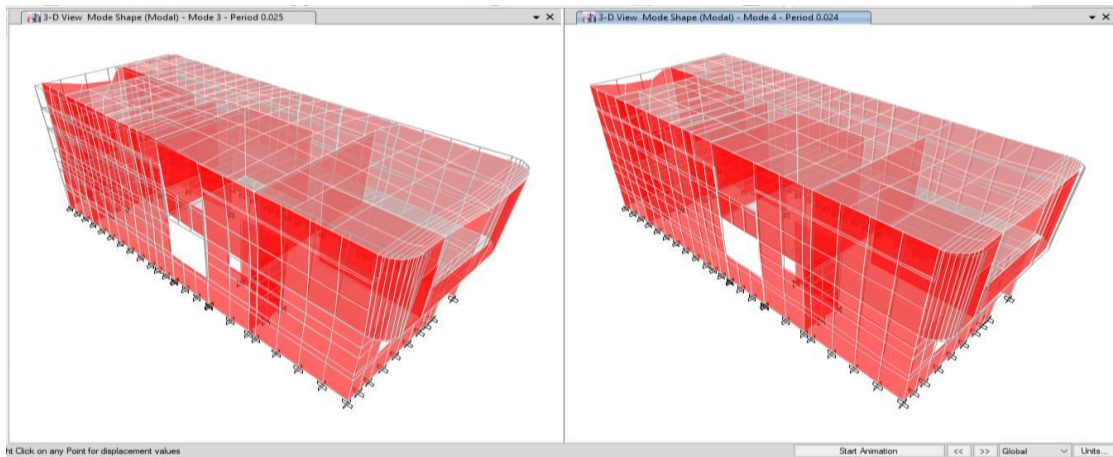 3-D View Mode Shape (Modal) - Mode 3 - Period 0.025
3-D View Mode Shape (Modal) - Mode 4 - Period 0.024
ht Click on any Point for displacement values
Start Animation
<<
>>
Global
Units...